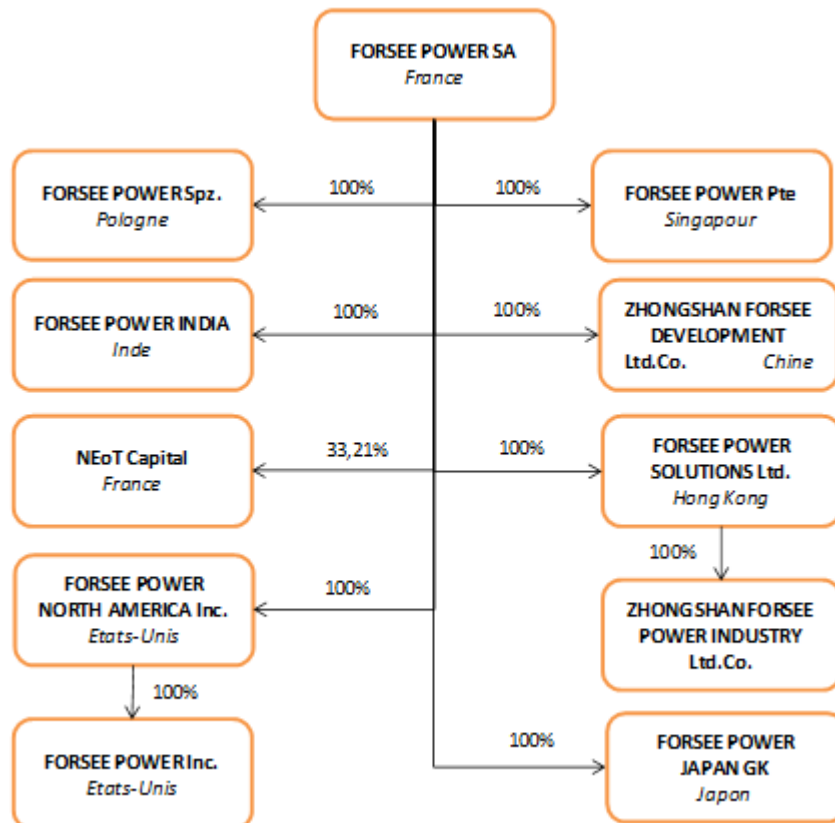 FORSEE POWER SA
France
100%
100%
FORSEE POWER Spz.
Pologne
FORSEE POWER Pte
Singapour
FORSEE POWER INDIA
Inde
100%
100%
ZHONGSHAN FORSEE
DEVELOPMENT
Ltd.Co. Chine
NEoT Capital
France
33,21%
100%
FORSEE POWER
SOLUTIONS Ltd.
Hong Kong
100%
FORSEE POWER
NORTH AMERICA Inc.
Etats-Unis
100%
ZHONGSHAN FORSEE
POWER INDUSTRY
Ltd.Co.
100%
FORSEE POWER Inc.
Etats-Unis
100%
FORSEE POWER
JAPAN GK
Japon